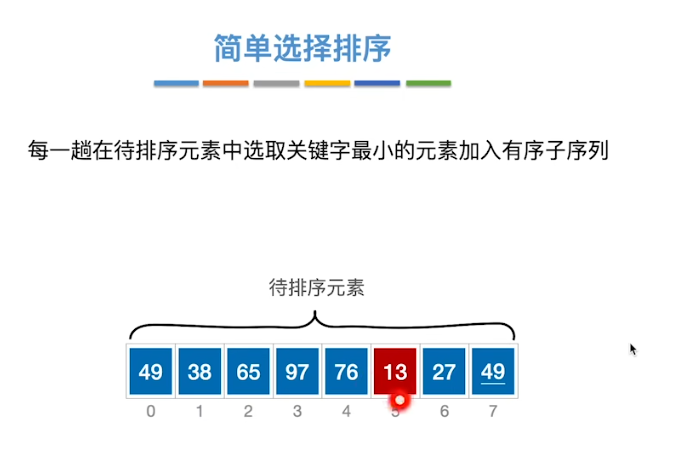 简单选择排序
每一趟在待排序元素中选取关键字最小的元素加入有序子序列
待排序元素
49 38 65 97 76 13 27 49
0 1 2 3 4 5 6 7